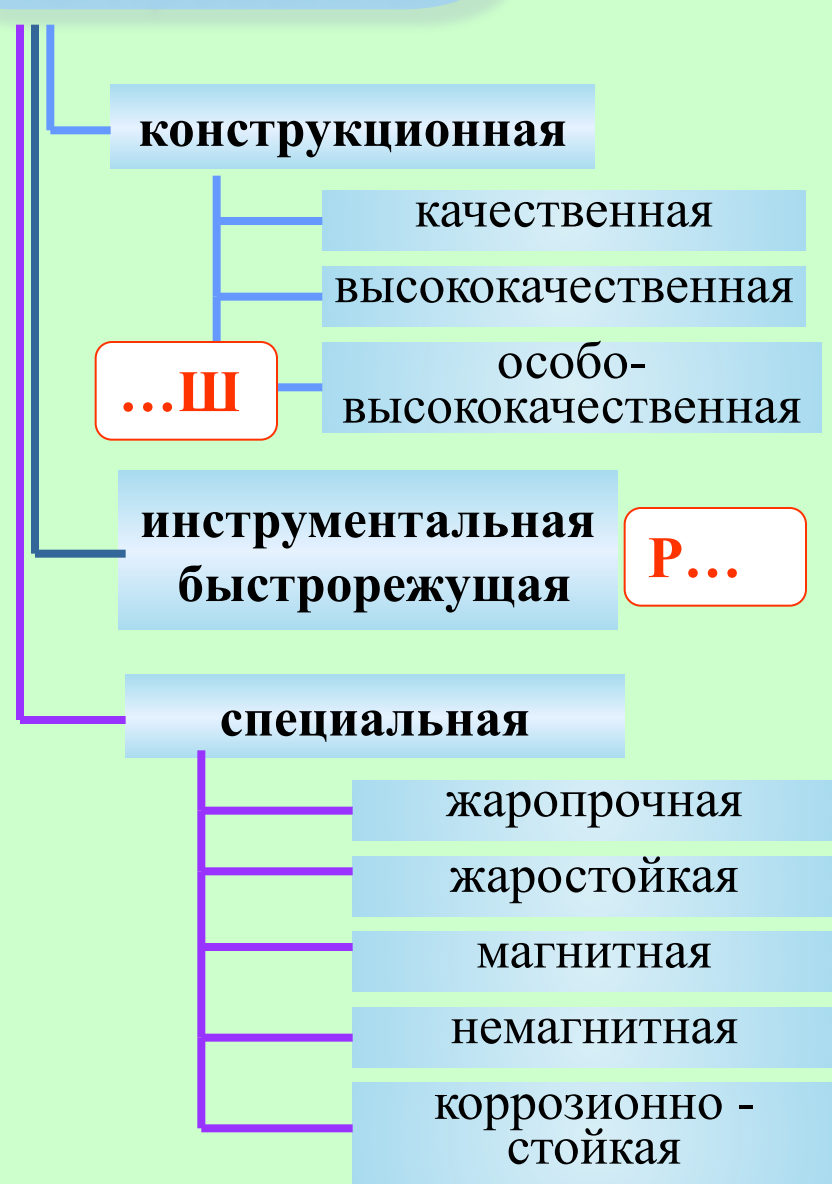 конструкционная
качественная
высококачественная
особо-
высококачественная
…Ш
инструментальная
быстрорежущая
Р…
специальная
жаропрочная
жаростойкая
магнитная
немагнитная
коррозионно -
стойкая